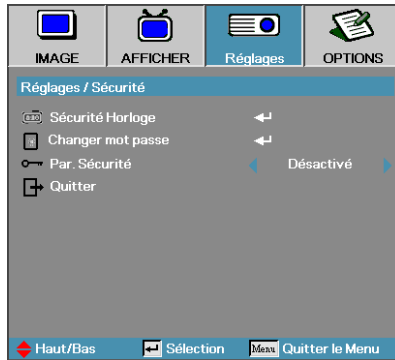 IMAGE AFFICHER Réglages OPTIONS
Réglages / Sécurité
Sécurité Horloge
Changer mot passe
Par. Sécurité Désactivé
Quitter
Haut/Bas Sélection Menu Quitter le Menu